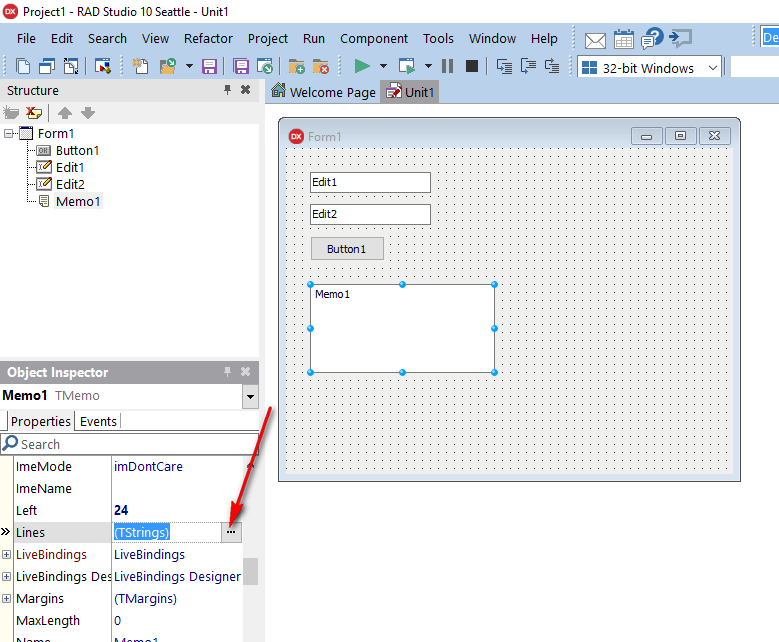 DX Project1 - RAD Studio 10 Seattle - Unit1
File Edit Search View Refactor Project Run Component Tools Window Help
De
32-bit Windows
Structure
Welcome Page Unit1
Form1
Button1
Edit1
Edit2
Memo1
DX Form1
Edit1
Edit2
Button1
Memo1
Object Inspector
Memo1 TMemo
Properties Events
Search
ImeMode imDontCare
ImeName
Left 24
Lines (TStrings) ...
LiveBindings LiveBindings
LiveBindings Des LiveBindings Designer
Margins (TMargins)
MaxLength 0
Name Memo1